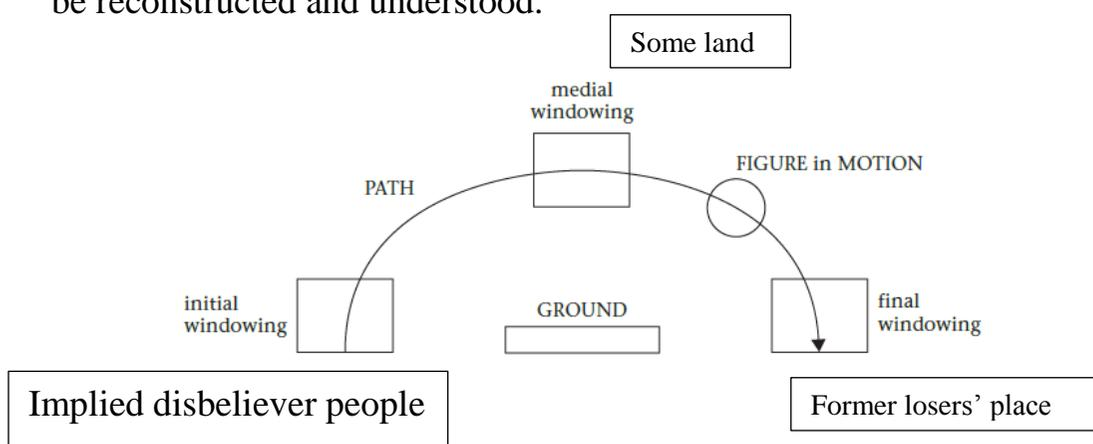 be reconstructed and understood.
Some land
medial
windowing
FIGURE in MOTION
PATH
initial
windowing
GROUND
final
windowing
Implied disbeliever people
Former losers’ place